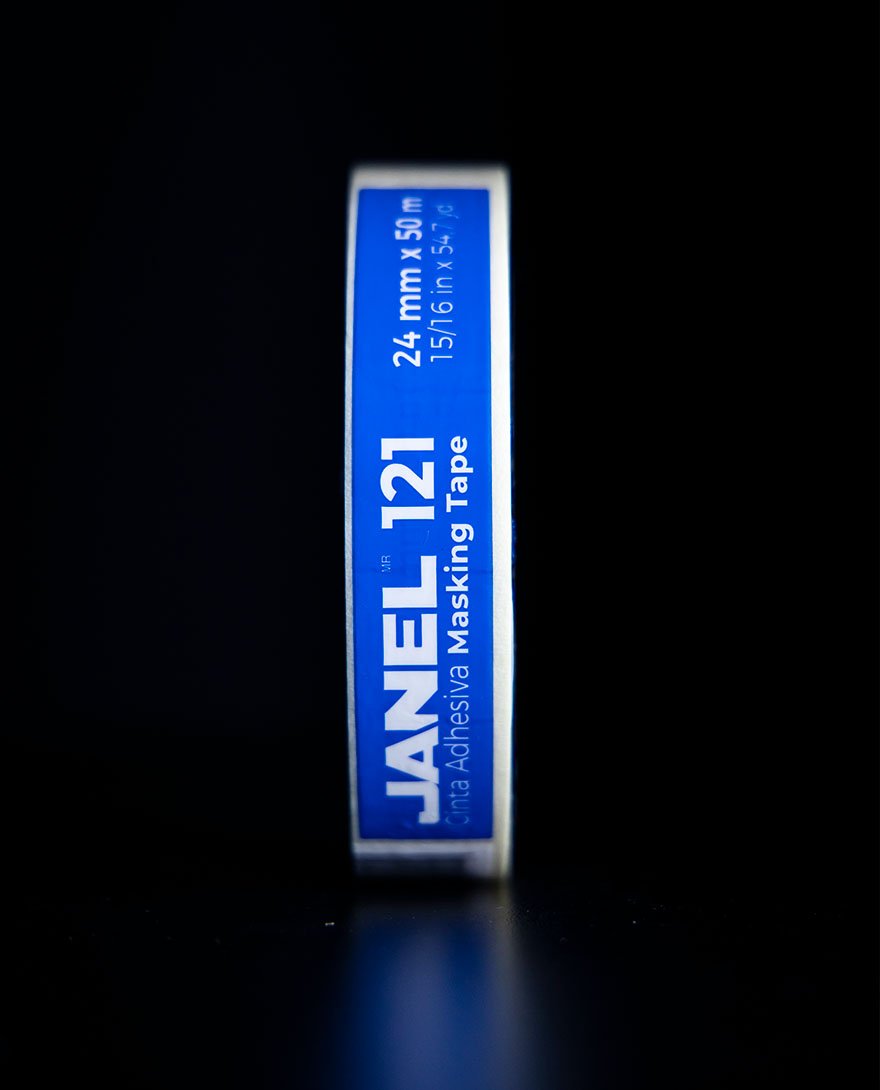 JANEL MR 121
Cinta Adhesiva Masking Tape
24 mm x 50 m
15/16 in x 54.7 yd